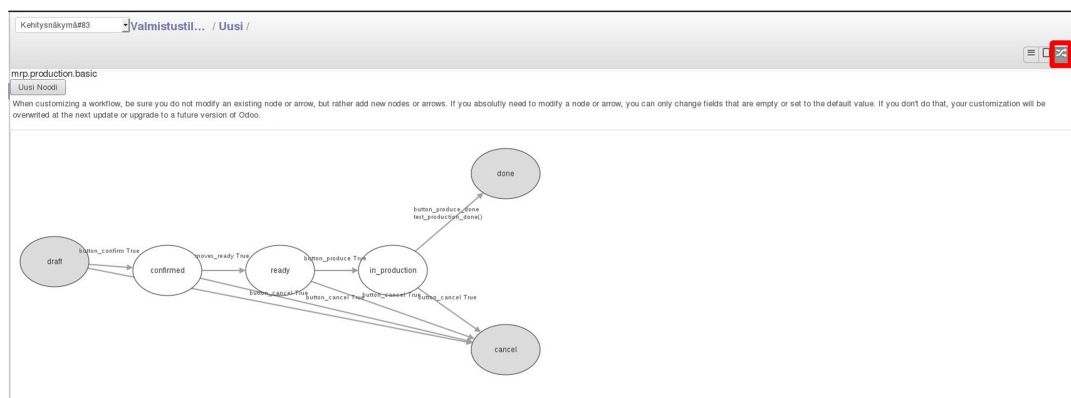 Kehitysnäkymä#83
Valmistustil... / Uusi /
mrp.production.basic
Uusi Noodi
When customizing a workflow, be sure you do not modify an existing node or arrow, but rather add new nodes or arrows. If you absolutly need to modify a node or arrow, you can only change fields that are empty or set to the default value. If you don't do that, your customization will be
overwrited at the next update or upgrade to a future version of Odoo.
done
button_produce_done
test_production_done()
button_confirm True
moves_ready True
button_produce True
draft
confirmed
ready
in_production
button_cancel True
button_cancel True
button_cancel True
button_cancel True
cancel